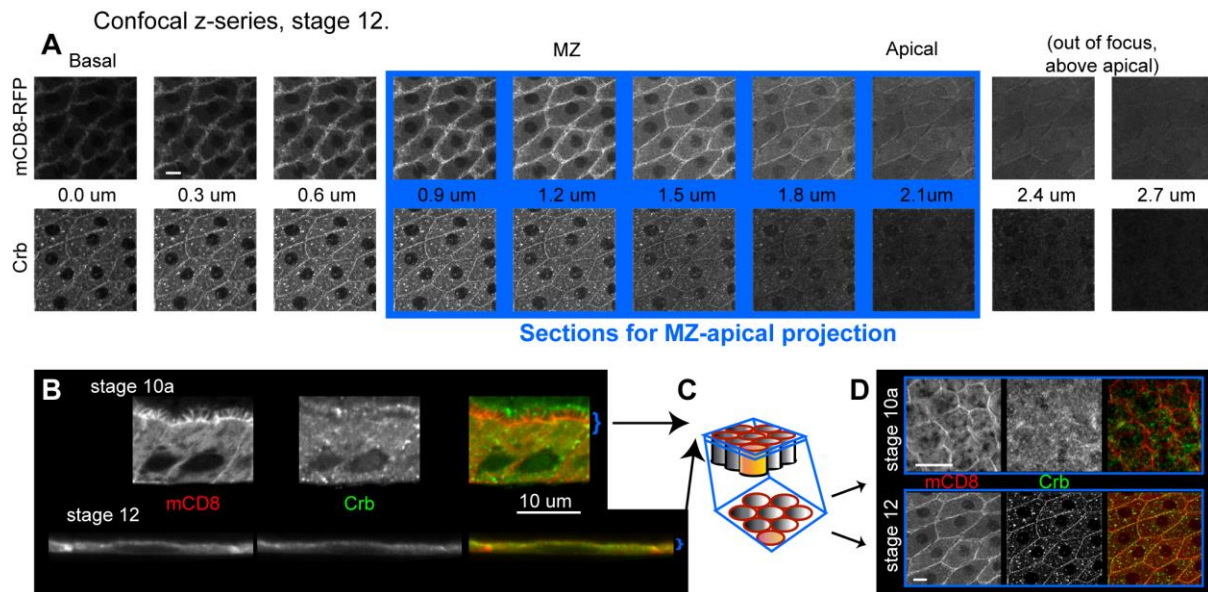 Confocal z-series, stage 12.
A
Basal
MZ
Apical
(out of focus,
above apical)
mCD8-RFP
0.0 um
0.3 um
0.6 um
0.9 um
1.2 um
1.5 um
1.8 um
2.1um
2.4 um
2.7 um
Crb
Sections for MZ-apical projection
B
stage 10a
mCD8
Crb
10 um
stage 12
C
D
stage 10a
mCD8
Crb
stage 12